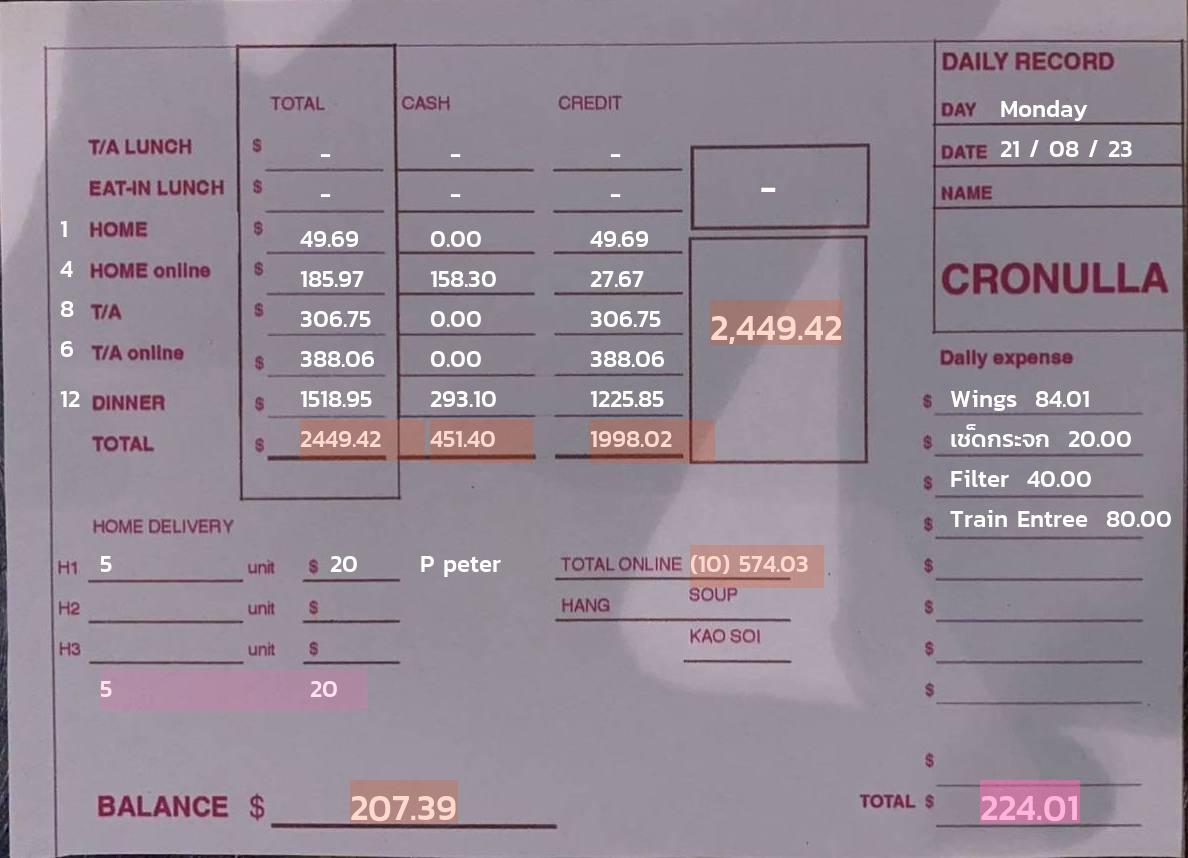 DAILY RECORD
DAY Monday
DATE 21 / 08 / 23
NAME
CRONULLA
TOTAL CASH CREDIT
T/A LUNCH $ - - -
EAT-IN LUNCH $ - - -
-
1 HOME $ 49.69 0.00 49.69
4 HOME online $ 185.97 158.30 27.67
8 T/A $ 306.75 0.00 306.75
6 T/A online $ 388.06 0.00 388.06
12 DINNER $ 1518.95 293.10 1225.85
TOTAL $ 2449.42 451.40 1998.02
2,449.42
Daily expense
$ Wings 84.01
$ เช็ดกระจก 20.00
$ Filter 40.00
$ Train Entree 80.00
$
$
$
$
$
TOTAL $ 224.01
HOME DELIVERY
H1 5 unit $ 20 P peter
H2 unit $
H3 unit $
5 20
TOTAL ONLINE (10) 574.03
HANG SOUP
KAO SOI
BALANCE $ 207.39